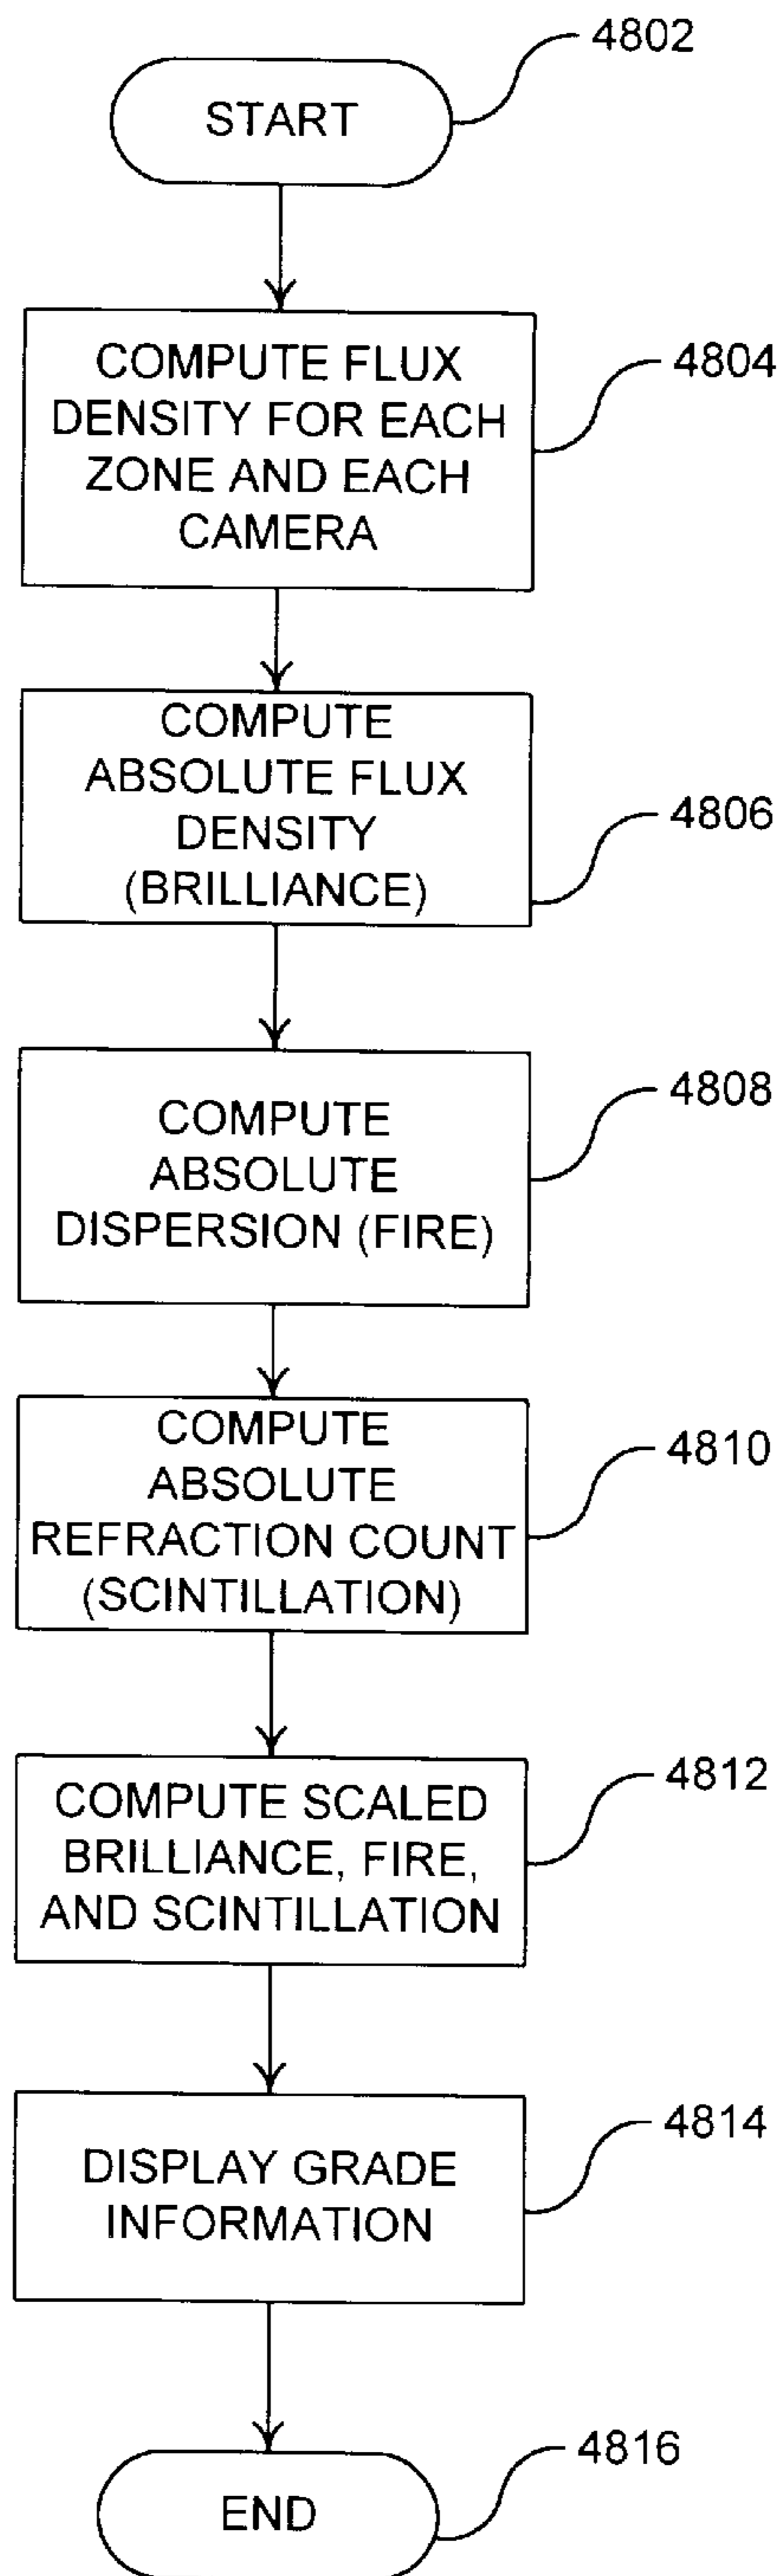 4802
START
4804
COMPUTE FLUX
DENSITY FOR EACH
ZONE AND EACH
CAMERA
4806
COMPUTE
ABSOLUTE FLUX
DENSITY
(BRILLIANCE)
4808
COMPUTE
ABSOLUTE
DISPERSION (FIRE)
4810
COMPUTE
ABSOLUTE
REFRACTION COUNT
(SCINTILLATION)
4812
COMPUTE SCALED
BRILLIANCE, FIRE,
AND SCINTILLATION
4814
DISPLAY GRADE
INFORMATION
4816
END